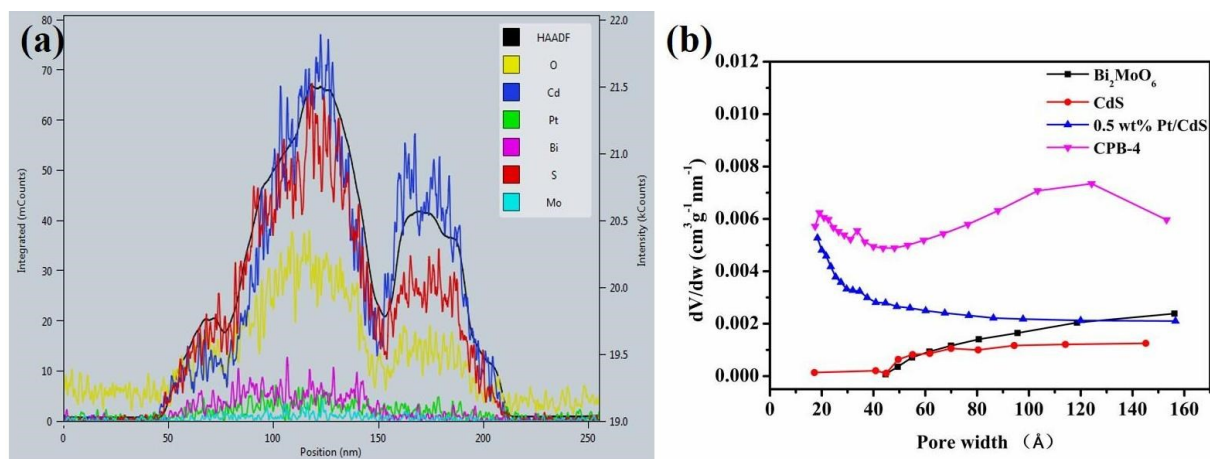 (a)
80
70
60
50
40
30
20
10
0
Integrated (mCounts)
0 50 100 150 200 250
Position (nm)
22.0
21.5
21.0
20.5
20.0
19.5
19.0
Intensity (kCounts)
HAADF
O
Cd
Pt
Bi
S
Mo
(b)
0.012
0.010
0.008
0.006
0.004
0.002
0.000
dV/dw (cm³g⁻¹nm⁻¹)
0 20 40 60 80 100 120 140 160
Pore width (Å)
Bi₂MoO₆
CdS
0.5 wt% Pt/CdS
CPB-4